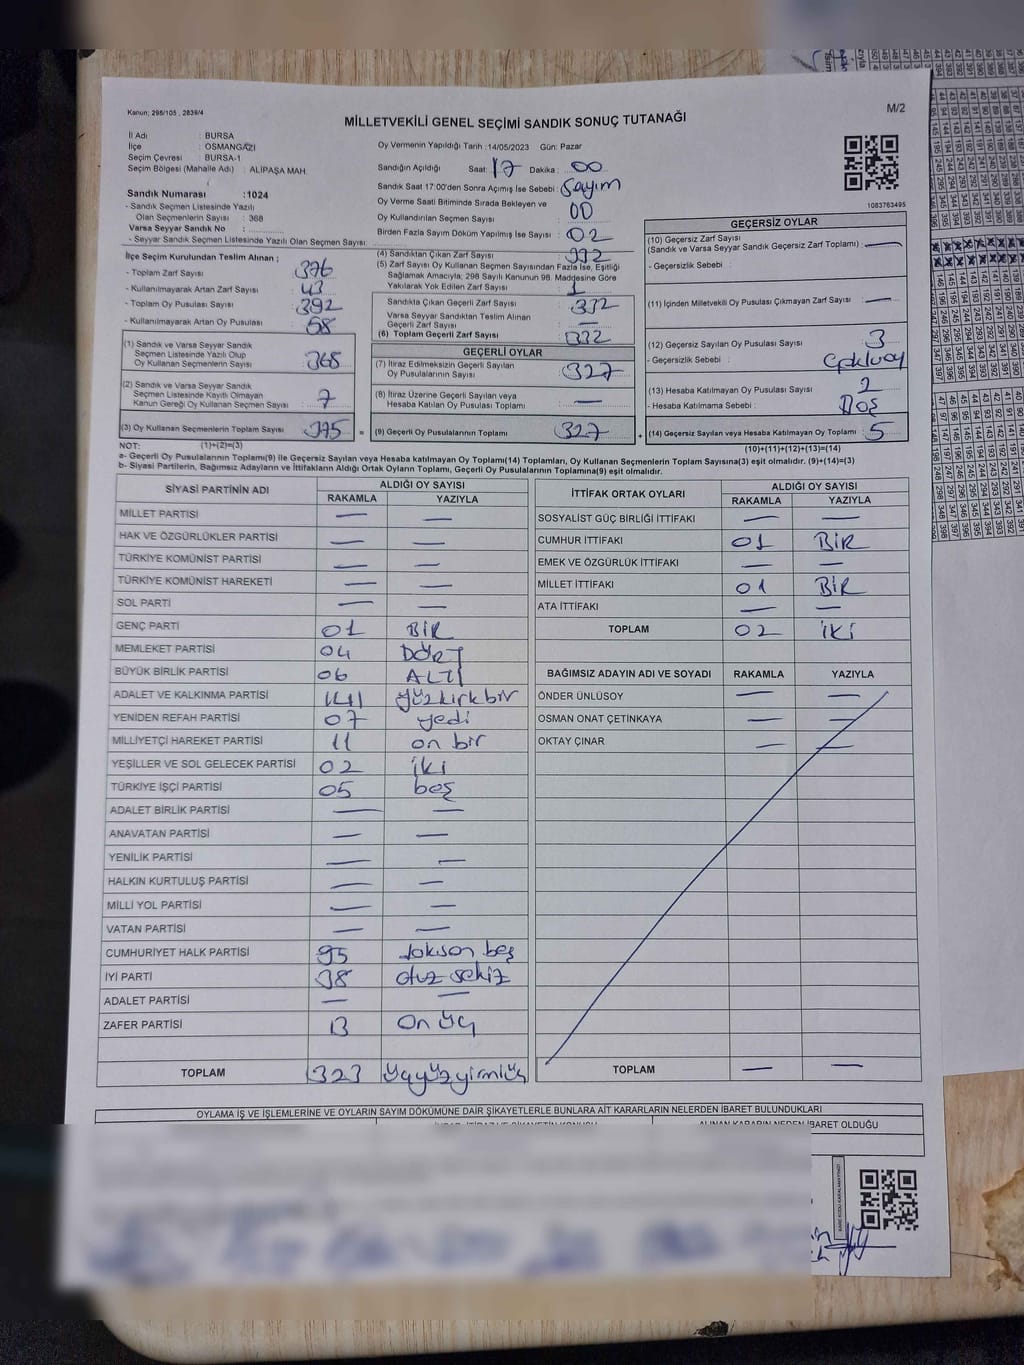 Kanun; 298/105 , 2839/4
M/2
MİLLETVEKİLİ GENEL SEÇİMİ SANDIK SONUÇ TUTANAĞI
İl Adı : BURSA
İlçe : OSMANGAZİ
Seçim Çevresi : BURSA-1
Seçim Bölgesi (Mahalle Adı) : ALİPAŞA MAH.
Sandık Numarası :1024
- Sandık Seçmen Listesinde Yazılı
Olan Seçmenlerin Sayısı : 368
Varsa Seyyar Sandık No :
- Seyyar Sandık Seçmen Listesinde Yazılı Olan Seçmen Sayısı:
Oy Vermenin Yapıldığı Tarih :14/05/2023 Gün: Pazar
Sandığın Açıldığı Saat: 17 Dakika : 00
Sandık Saat 17:00'den Sonra Açımış İse Sebebi : Sayım
Oy Verme Saati Bitiminde Sırada Bekleyen ve
Oy Kullandırılan Seçmen Sayısı : 00
Birden Fazla Sayım Döküm Yapılmış İse Sayısı : 02
1083763495
İlçe Seçim Kurulundan Teslim Alınan ;
- Toplam Zarf Sayısı : 376
- Kullanılmayarak Artan Zarf Sayısı : 43
- Toplam Oy Pusulası Sayısı : 392
- Kullanılmayarak Artan Oy Pusulası : 58
(1) Sandık ve Varsa Seyyar Sandık
Seçmen Listesinde Yazılı Olup
Oy Kullanan Seçmenlerin Sayısı : 368
(2) Sandık ve Varsa Seyyar Sandık
Seçmen Listesinde Kayıtlı Olmayan
Kanun Gereği Oy Kullanan Seçmen Sayısı : 7
(3) Oy Kullanan Seçmenlerin Toplam Sayısı : 375
(4) Sandıktan Çıkan Zarf Sayısı :
(5) Zarf Sayısı Oy Kullanan Seçmen Sayısından Fazla İse, Eşitliği
Sağlamak Amacıyla, 298 Sayılı Kanunun 98. Maddesine Göre
Yakılarak Yok Edilen Zarf Sayısı : 1
Sandıkta Çıkan Geçerli Zarf Sayısı : 332
Varsa Seyyar Sandıktan Teslim Alınan
Geçerli Zarf Sayısı : —
(6) Toplam Geçerli Zarf Sayısı : 332
GEÇERLİ OYLAR
(7) İtiraz Edilmeksizin Geçerli Sayılan
Oy Pusulalarının Sayısı : 327
(8) İtiraz Üzerine Geçerli Sayılan veya
Hesaba Katılan Oy Pusulaları Toplamı : —
= (9) Geçerli Oy Pusulalarının Toplamı : 327
GEÇERSİZ OYLAR
(10) Geçersiz Zarf Sayısı
(Sandık ve Varsa Seyyar Sandık Geçersiz Zarf Toplamı) : —
- Geçersizlik Sebebi :
(11) İçinden Milletvekili Oy Pusulası Çıkmayan Zarf Sayısı : —
(12) Geçersiz Sayılan Oy Pusulası Sayısı : 3
- Geçersizlik Sebebi :
(13) Hesaba Katılmayan Oy Pusulası Sayısı : 2
- Hesaba Katılmama Sebebi : Boş
+ (14) Geçersiz Sayılan veya Hesaba Katılmayan Oy Toplamı : 5
NOT: (1)+(2)=(3) (10)+(11)+(12)+(13)=(14)
a- Geçerli Oy Pusulalarının Toplamı(9) ile Geçersiz Sayılan veya Hesaba Katılmayan Oy Toplamı(14) Toplamları, Oy Kullanan Seçmenlerin Toplam Sayısına(3) eşit olmalıdır. (9)+(14)=(3)
b- Siyasi Partilerin, Bağımsız Adayların ve İttifakların Aldığı Ortak Oyların Toplamı, Geçerli Oy Pusulalarının Toplamına(9) eşit olmalıdır.
SİYASİ PARTİNİN ADI ALDIĞI OY SAYISI
RAKAMLA YAZIYLA
MİLLET PARTİSİ — —
HAK VE ÖZGÜRLÜKLER PARTİSİ — —
TÜRKİYE KOMÜNİST PARTİSİ — —
TÜRKİYE KOMÜNİST HAREKETİ — —
SOL PARTİ — —
GENÇ PARTİ 01 BİR
MEMLEKET PARTİSİ 04 DÖRT
BÜYÜK BİRLİK PARTİSİ 06 ALTI
ADALET VE KALKINMA PARTİSİ 141 yüzkırkbir
YENİDEN REFAH PARTİSİ 07 yedi
MİLLİYETÇİ HAREKET PARTİSİ 11 on bir
YEŞİLLER VE SOL GELECEK PARTİSİ 02 iki
TÜRKİYE İŞÇİ PARTİSİ 05 beş
ADALET BİRLİK PARTİSİ — —
ANAVATAN PARTİSİ — —
YENİLİK PARTİSİ — —
HALKIN KURTULUŞ PARTİSİ — —
MİLLİ YOL PARTİSİ — —
VATAN PARTİSİ — —
CUMHURİYET HALK PARTİSİ 95 doksan beş
İYİ PARTİ 38 otuz sekiz
ADALET PARTİSİ — —
ZAFER PARTİSİ 13 on üç
TOPLAM 323 üçyüzyirmiüç
İTTİFAK ORTAK OYLARI ALDIĞI OY SAYISI
RAKAMLA YAZIYLA
SOSYALİST GÜÇ BİRLİĞİ İTTİFAKI — —
CUMHUR İTTİFAKI 01 BİR
EMEK VE ÖZGÜRLÜK İTTİFAKI — —
MİLLET İTTİFAKI 01 BİR
ATA İTTİFAKI — —
TOPLAM 02 iKi
BAĞIMSIZ ADAYIN ADI VE SOYADI RAKAMLA YAZIYLA
ÖNDER ÜNLÜSOY — —
OSMAN ONAT ÇETİNKAYA — —
OKTAY ÇINAR — —
TOPLAM — —
OYLAMA İŞ VE İŞLEMLERİNE VE OYLARIN SAYIM DÖKÜMÜNE DAİR ŞİKAYETLERLE BUNLARA AİT KARARLARIN NELERDEN İBARET BULUNDUKLARI
ALINAN KARARIN NEDEN İBARET OLDUĞU